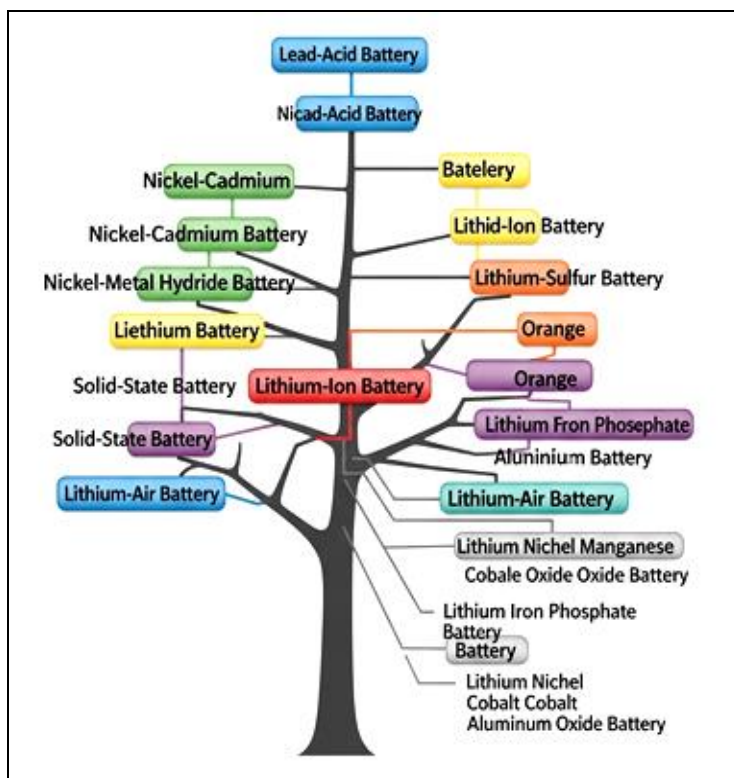 Lead-Acid Battery
Nicad-Acid Battery
Nickel-Cadmium
Batelery
Nickel-Cadmium Battery
Lithid-Ion Battery
Nickel-Metal Hydride Battery
Lithium-Sulfur Battery
Liethium Battery
Orange
Solid-State Battery
Lithium-Ion Battery
Orange
Solid-State Battery
Lithium Fron Phosephate
Aluminium Battery
Lithium-Air Battery
Lithium-Air Battery
Lithium Nichel Manganese
Cobale Oxide Oxide Battery
Lithium Iron Phosphate
Battery
Battery
Lithium Nichel
Cobalt Cobalt
Aluminum Oxide Battery